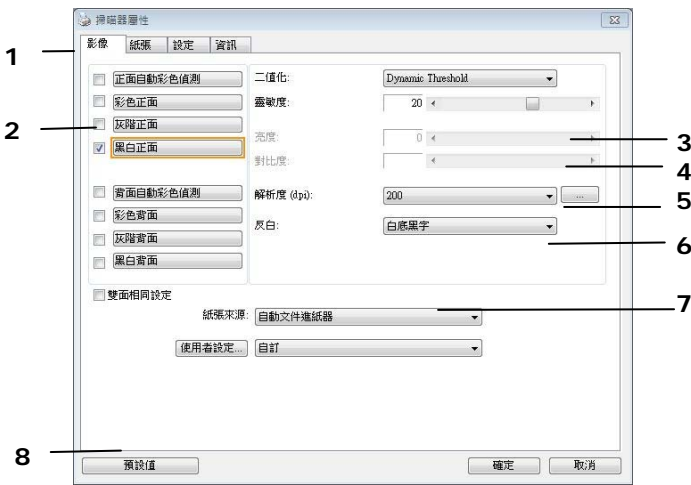 掃瞄器屬性
影像 紙張 設定 資訊
1
正面自動彩色偵測
彩色正面
2
灰階正面
黑白正面
背面自動彩色偵測
彩色背面
灰階背面
黑白背面
二值化: Dynamic Threshold
靈敏度: 20
亮度: 0
3
對比度:
4
解析度 (dpi): 200 ...
5
反白: 白底黑字
6
雙面相同設定
7
紙張來源: 自動文件進紙器
使用者設定... 自訂
8
預設值 確定 取消